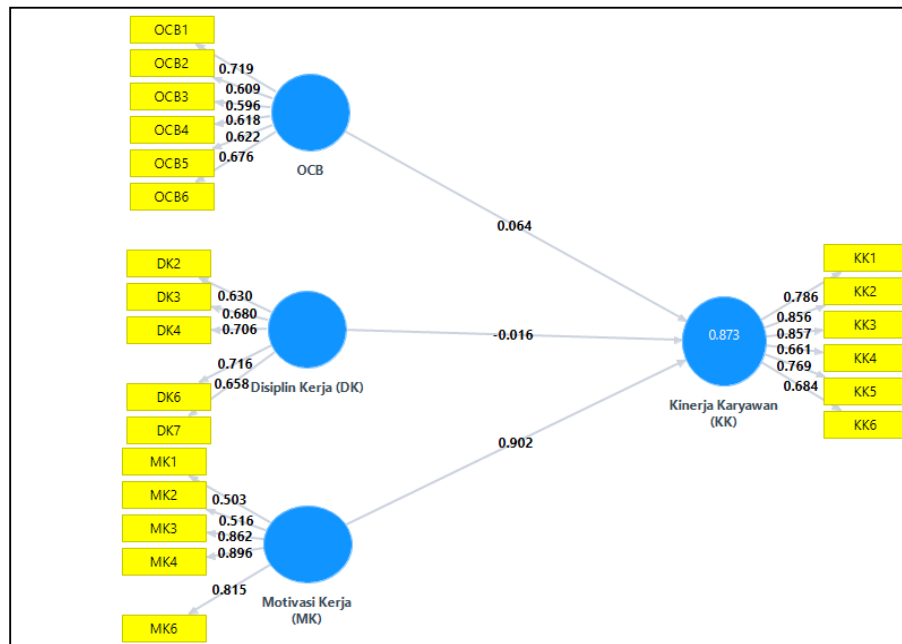 OCB1
OCB2
OCB3
OCB4
OCB5
OCB6
0.719
0.609
0.596
0.618
0.622
0.676
OCB
0.064
DK2
DK3
DK4
DK6
DK7
0.630
0.680
0.706
0.716
0.658
Disiplin Kerja (DK)
-0.016
MK1
MK2
MK3
MK4
MK6
0.503
0.516
0.862
0.896
0.815
Motivasi Kerja
(MK)
0.902
0.873
Kinerja Karyawan
(KK)
0.786
0.856
0.857
0.661
0.769
0.684
KK1
KK2
KK3
KK4
KK5
KK6